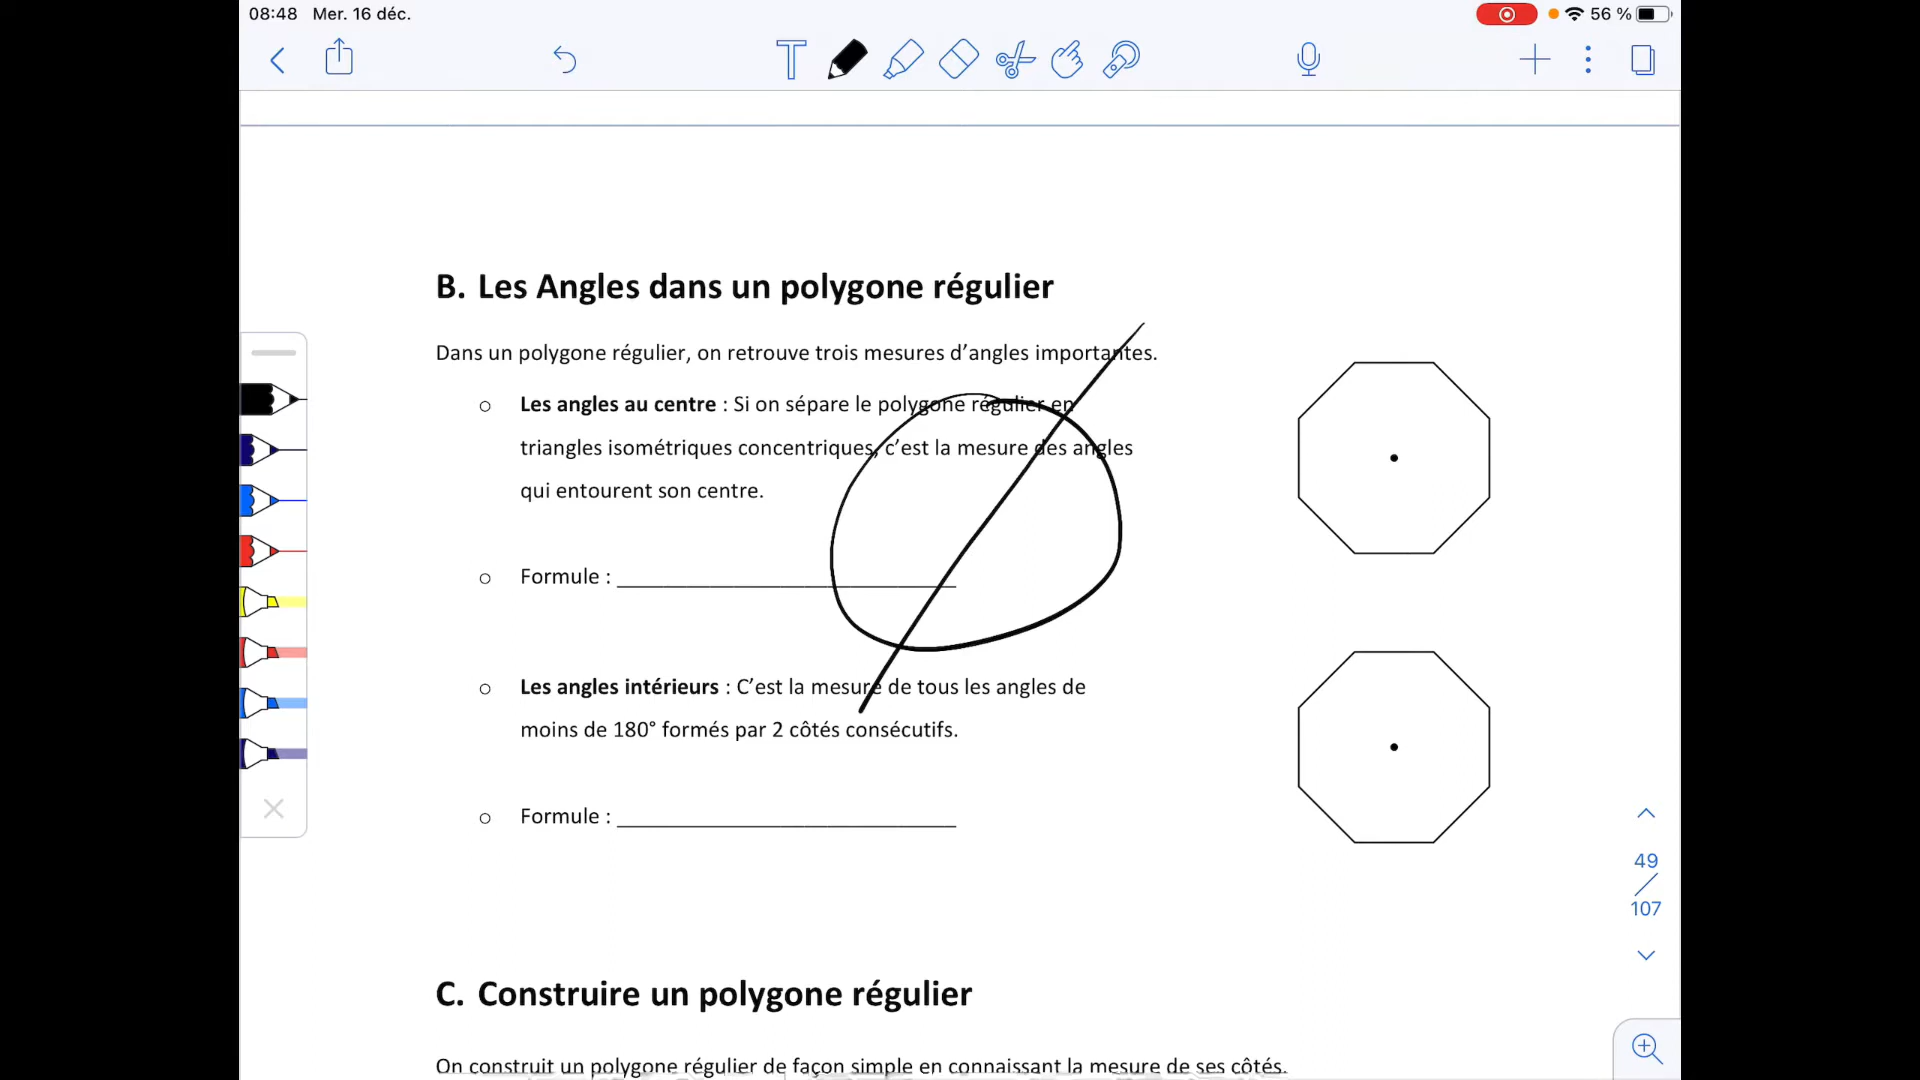 08:48 Mer. 16 déc.
56 %
B. Les Angles dans un polygone régulier
Dans un polygone régulier, on retrouve trois mesures d’angles importantes.
o Les angles au centre : Si on sépare le polygone régulier en
triangles isométriques concentriques, c’est la mesure des angles
qui entourent son centre.
o Formule : ______________________________
o Les angles intérieurs : C’est la mesure de tous les angles de
moins de 180° formés par 2 côtés consécutifs.
o Formule : ______________________________
49
107
C. Construire un polygone régulier
On construit un polygone régulier de façon simple en connaissant la mesure de ses côtés.